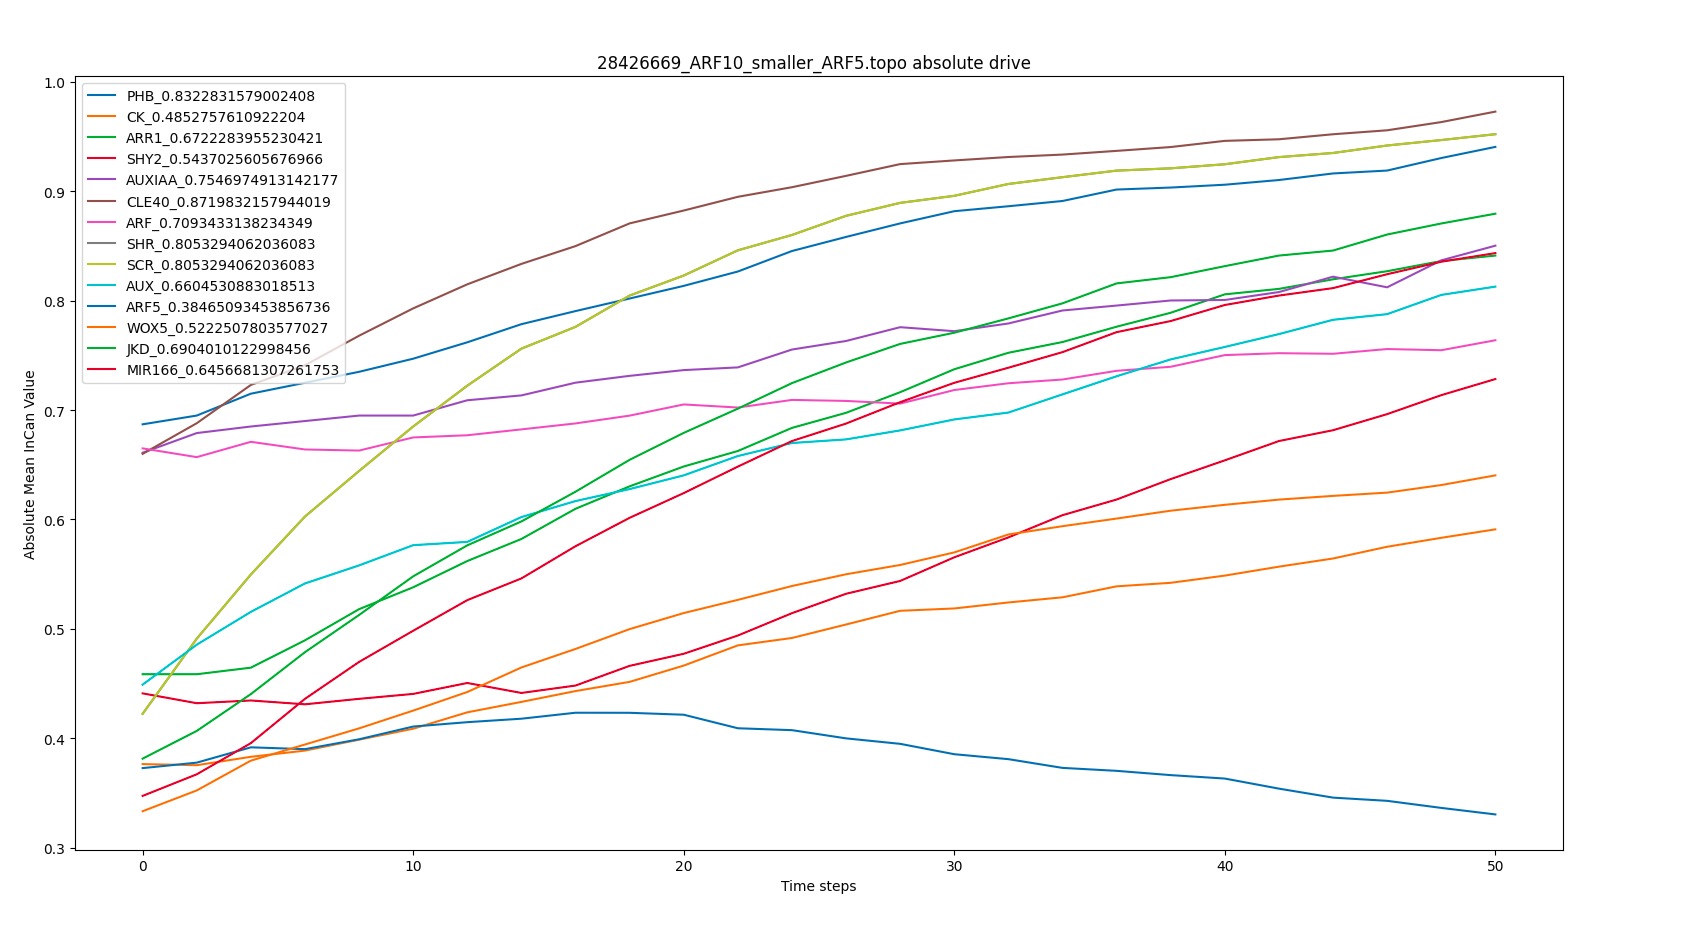 28426669_ARF10_smaller_ARF5.topo absolute drive
1.0
0.9
0.8
0.7
0.6
0.5
0.4
0.3
Absolute Mean InCan Value
PHB_0.8322831579002408
CK_0.4852757610922204
ARR1_0.6722283955230421
SHY2_0.5437025605676966
AUXIAA_0.7546974913142177
CLE40_0.8719832157944019
ARF_0.7093433138234349
SHR_0.8053294062036083
SCR_0.8053294062036083
AUX_0.6604530883018513
ARF5_0.38465093453856736
WOX5_0.5222507803577027
JKD_0.6904010122998456
MIR166_0.6456681307261753
0 10 20 30 40 50
Time steps